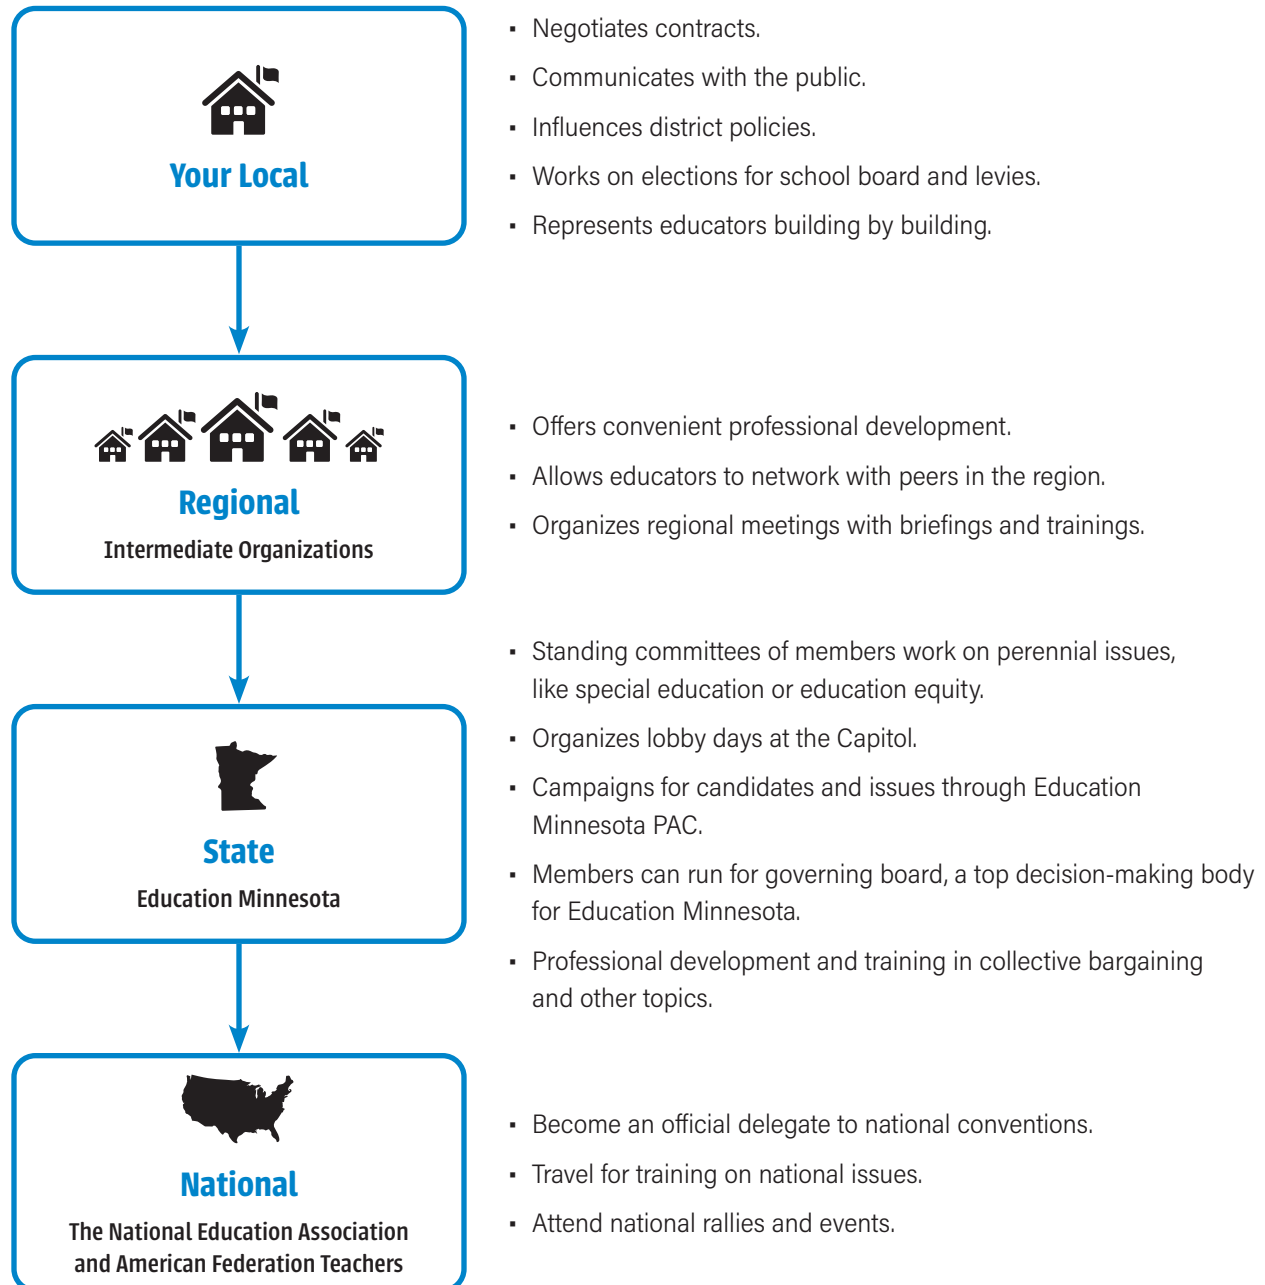 Your Local
▪ Negotiates contracts.
▪ Communicates with the public.
▪ Influences district policies.
▪ Works on elections for school board and levies.
▪ Represents educators building by building.
Regional
Intermediate Organizations
▪ Offers convenient professional development.
▪ Allows educators to network with peers in the region.
▪ Organizes regional meetings with briefings and trainings.
State
Education Minnesota
▪ Standing committees of members work on perennial issues,
like special education or education equity.
▪ Organizes lobby days at the Capitol.
▪ Campaigns for candidates and issues through Education
Minnesota PAC.
▪ Members can run for governing board, a top decision-making body
for Education Minnesota.
▪ Professional development and training in collective bargaining
and other topics.
National
The National Education Association
and American Federation Teachers
▪ Become an official delegate to national conventions.
▪ Travel for training on national issues.
▪ Attend national rallies and events.